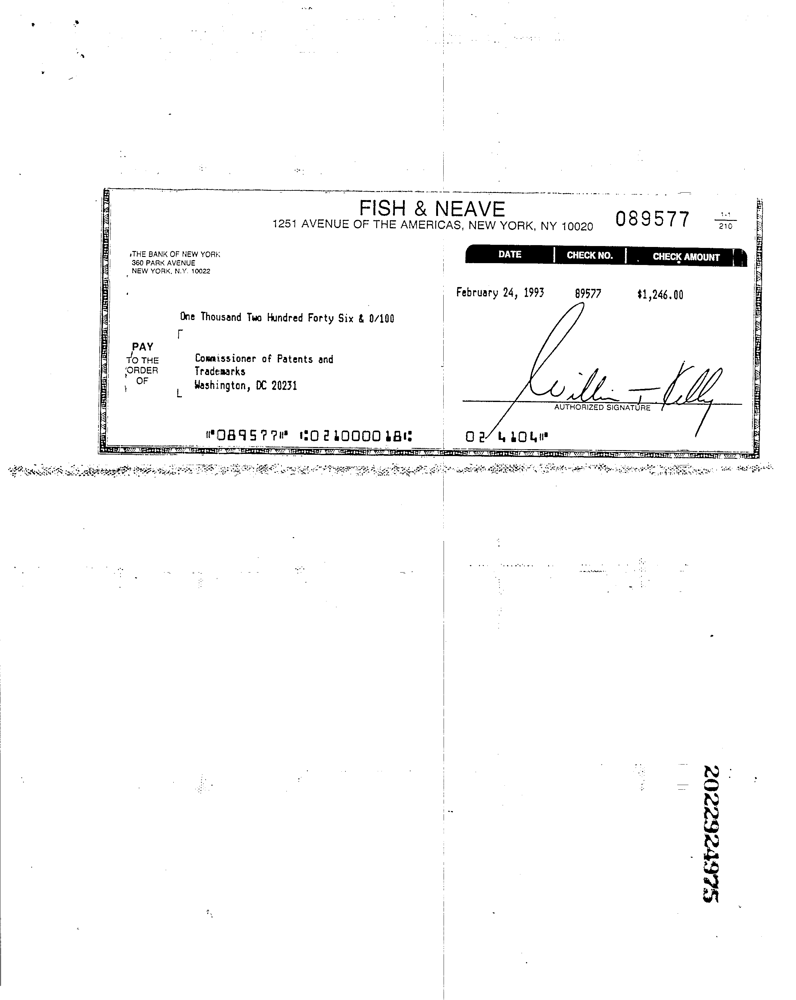 FISH & NEAVE
1251 AVENUE OF THE AMERICAS, NEW YORK, NY 10020
089577
1-1
210
THE BANK OF NEW YORK
360 PARK AVENUE
NEW YORK, N.Y. 10022
DATE CHECK NO. CHECK AMOUNT
February 24, 1993 89577 $1,246.00
One Thousand Two Hundred Forty Six & 0/100
PAY
TO THE
ORDER
OF
Commissioner of Patents and
Trademarks
Washington, DC 20231
William T. Kelly
AUTHORIZED SIGNATURE
⑈089577⑈ ⑆021000018⑆ 02 4104⑈
2022924975